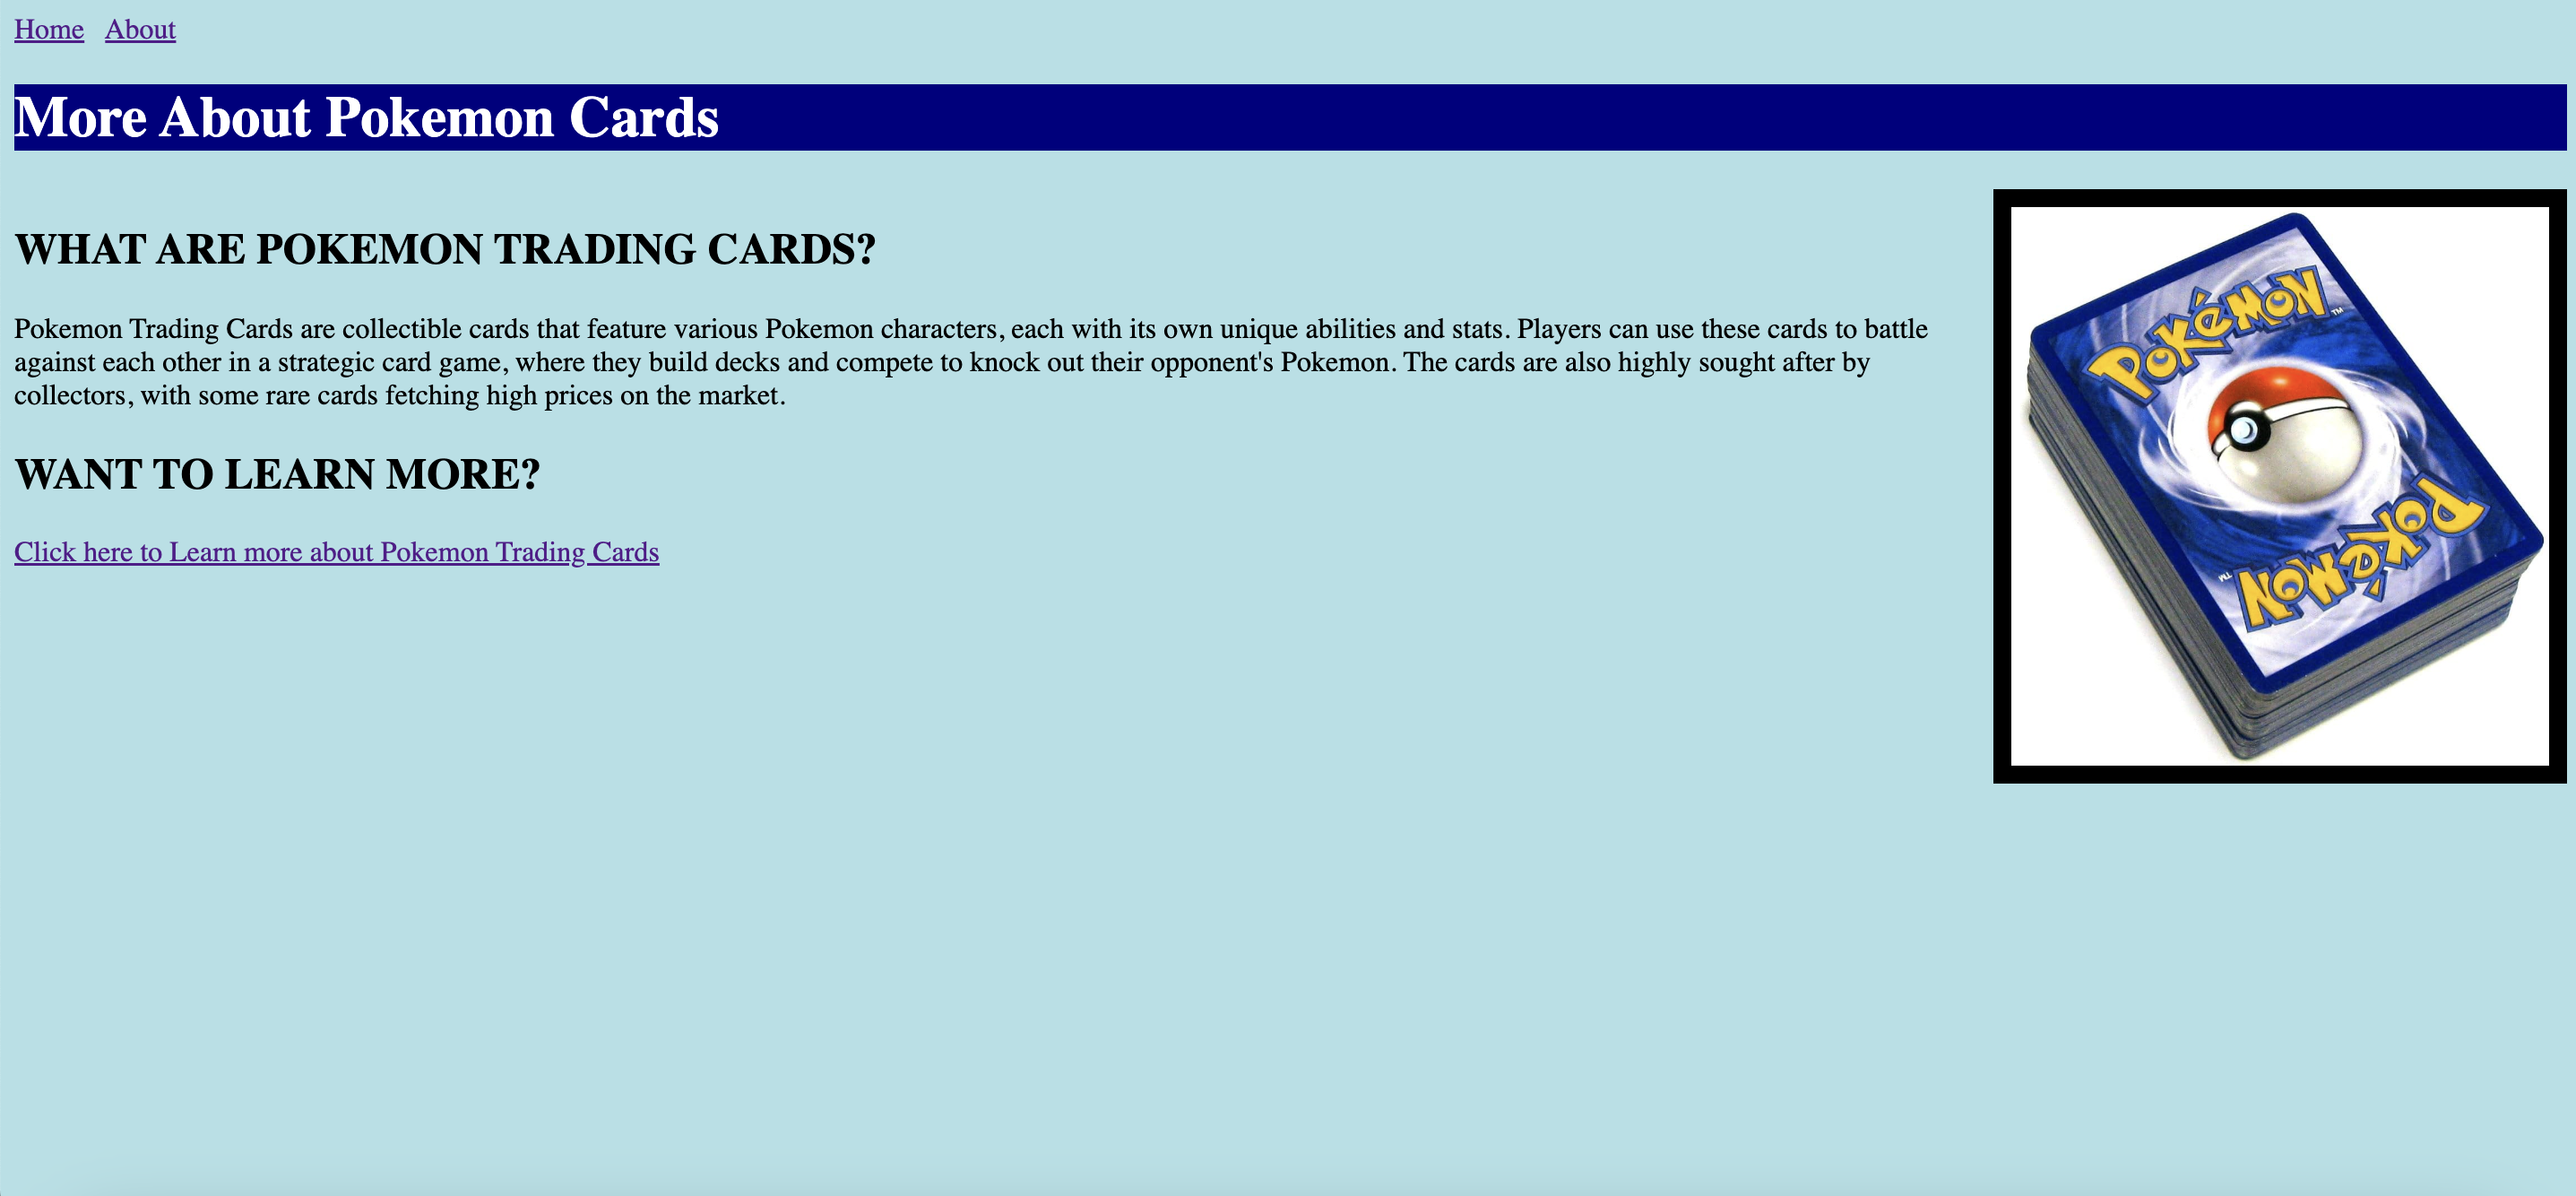 Home About
More About Pokemon Cards
WHAT ARE POKEMON TRADING CARDS?
Pokemon Trading Cards are collectible cards that feature various Pokemon characters, each with its own unique abilities and stats. Players can use these cards to battle
against each other in a strategic card game, where they build decks and compete to knock out their opponent's Pokemon. The cards are also highly sought after by
collectors, with some rare cards fetching high prices on the market.
WANT TO LEARN MORE?
Click here to Learn more about Pokemon Trading Cards
POKéMON TM
POKéMON TM